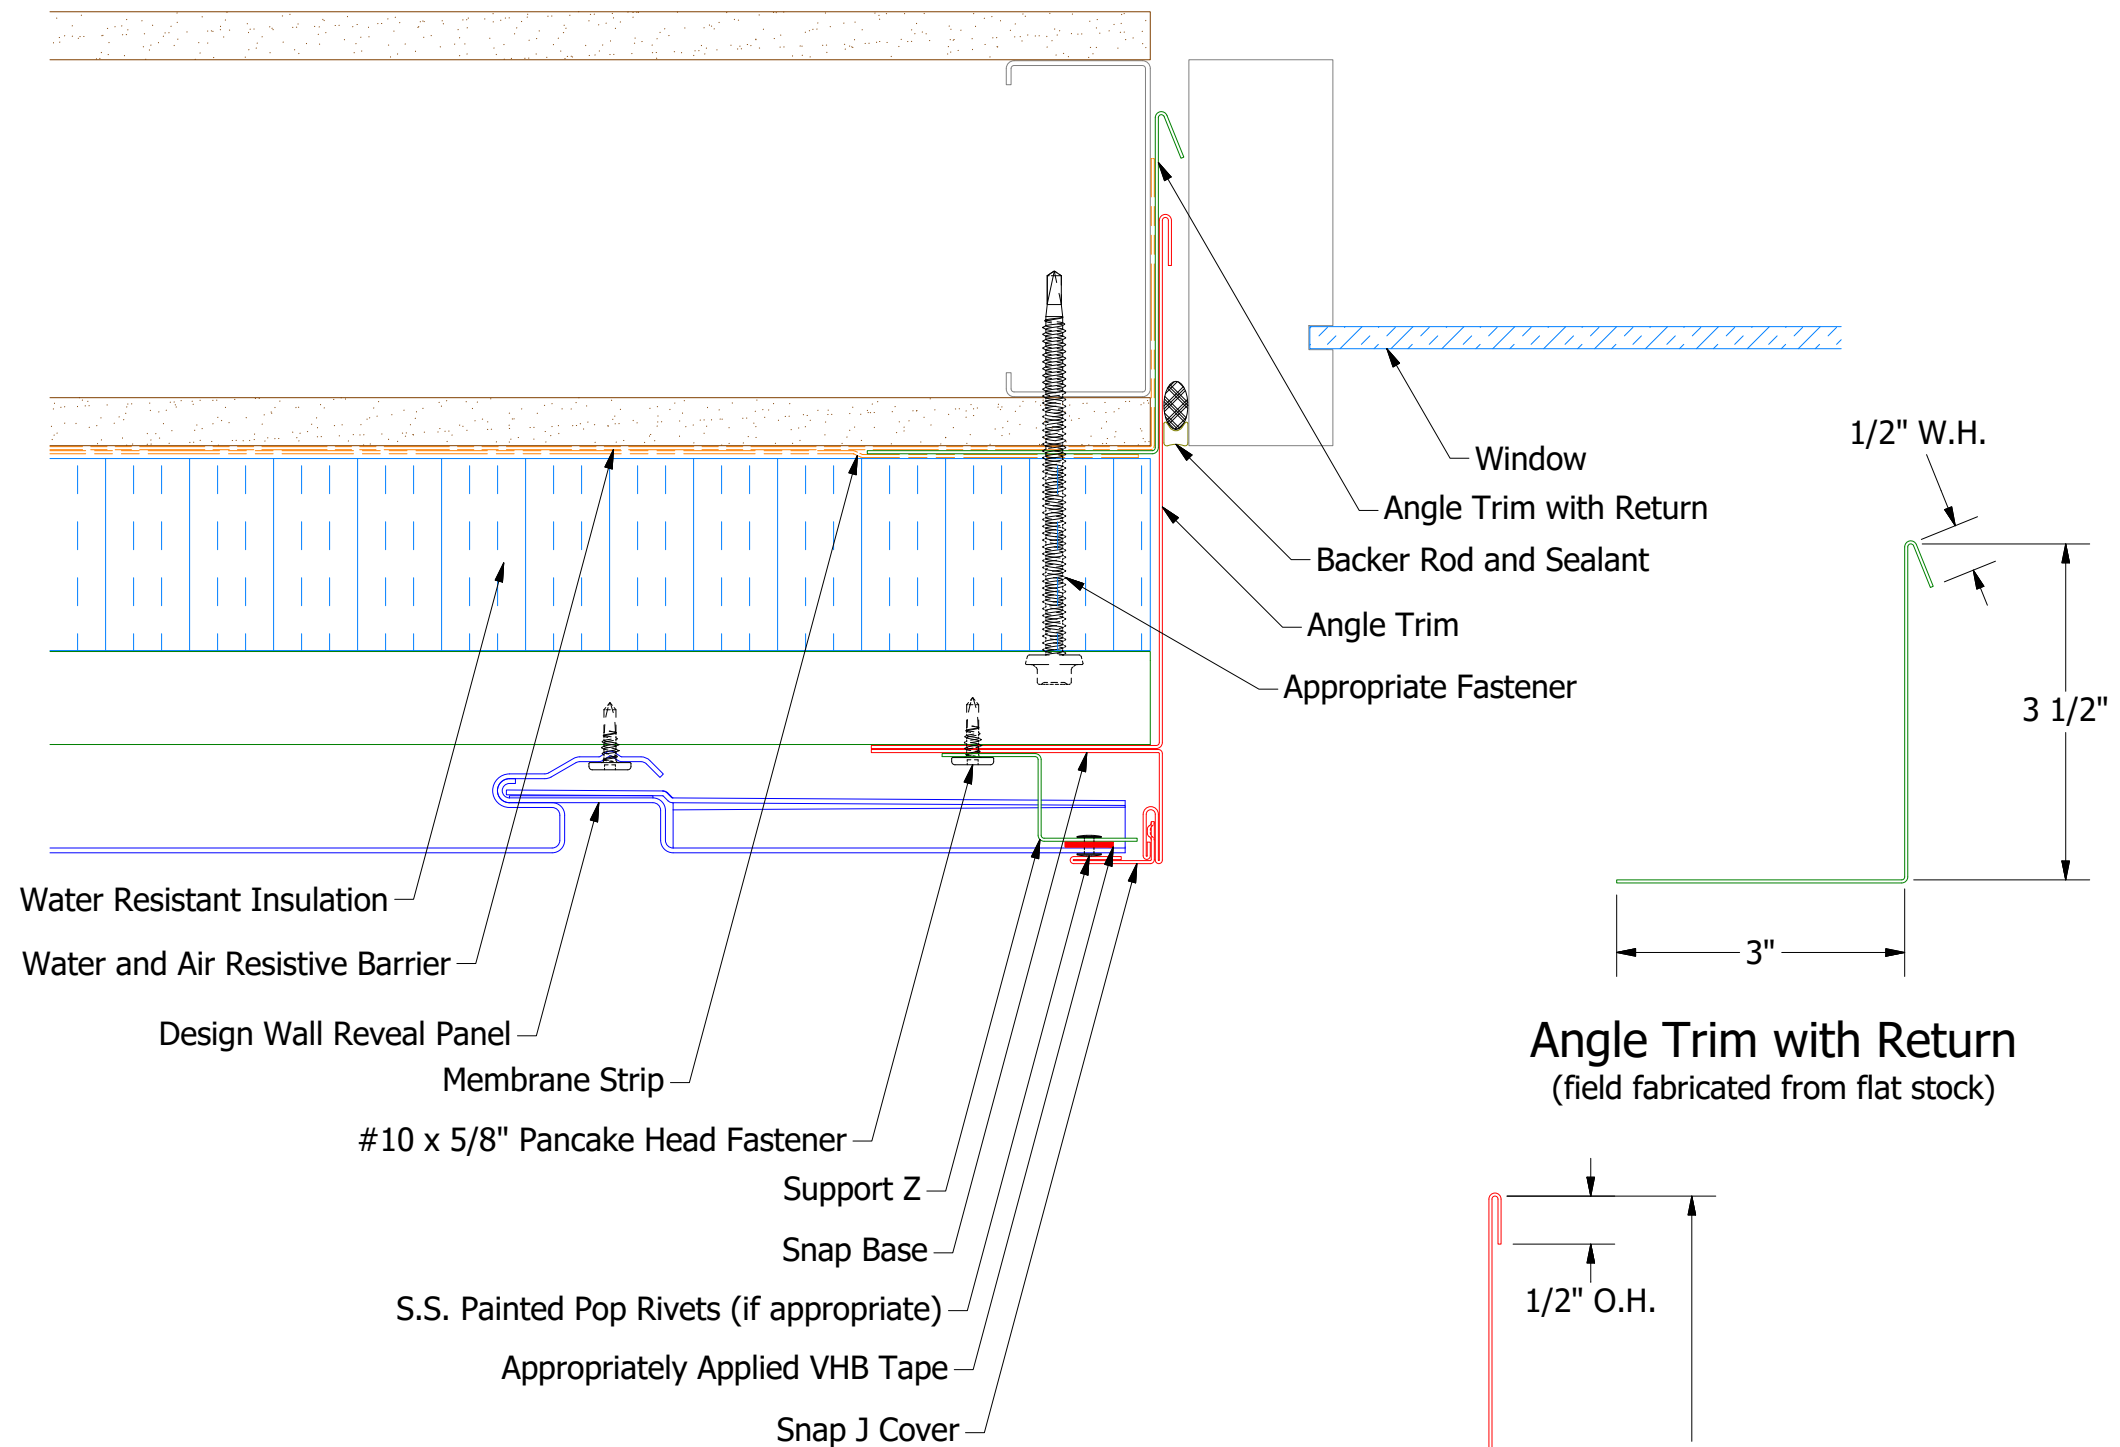 1/2" W.H.
Window
Angle Trim with Return
Backer Rod and Sealant
Angle Trim
Appropriate Fastener
3 1/2"
Water Resistant Insulation
Water and Air Resistive Barrier
3"
Design Wall Reveal Panel
Angle Trim with Return
(field fabricated from flat stock)
Membrane Strip
#10 x 5/8" Pancake Head Fastener
Support Z
Snap Base
S.S. Painted Pop Rivets (if appropriate)
1/2" O.H.
Appropriately Applied VHB Tape
Snap J Cover